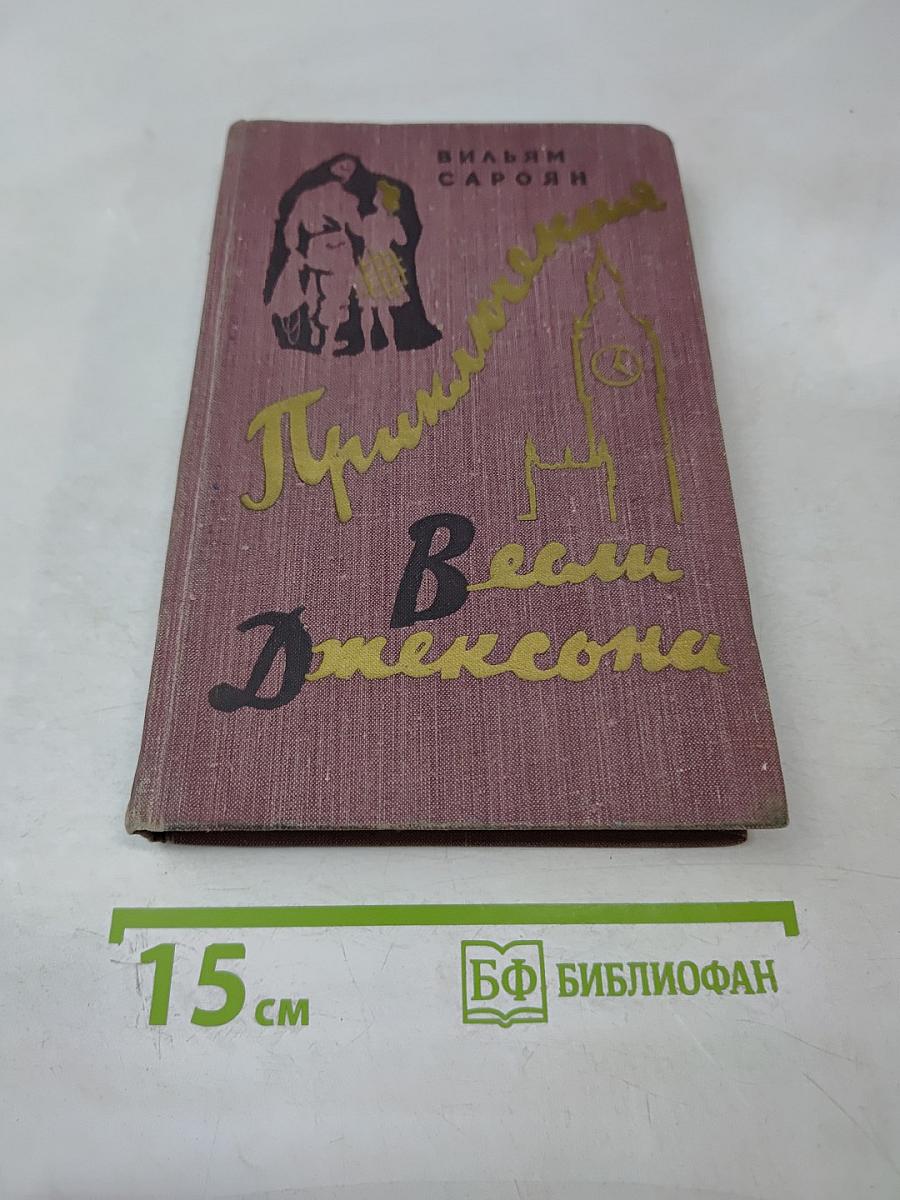 ВИЛЬЯМ
САРОЯН
Приключения
Весли
Джексона
15 см
БФ БИБЛИОФАН